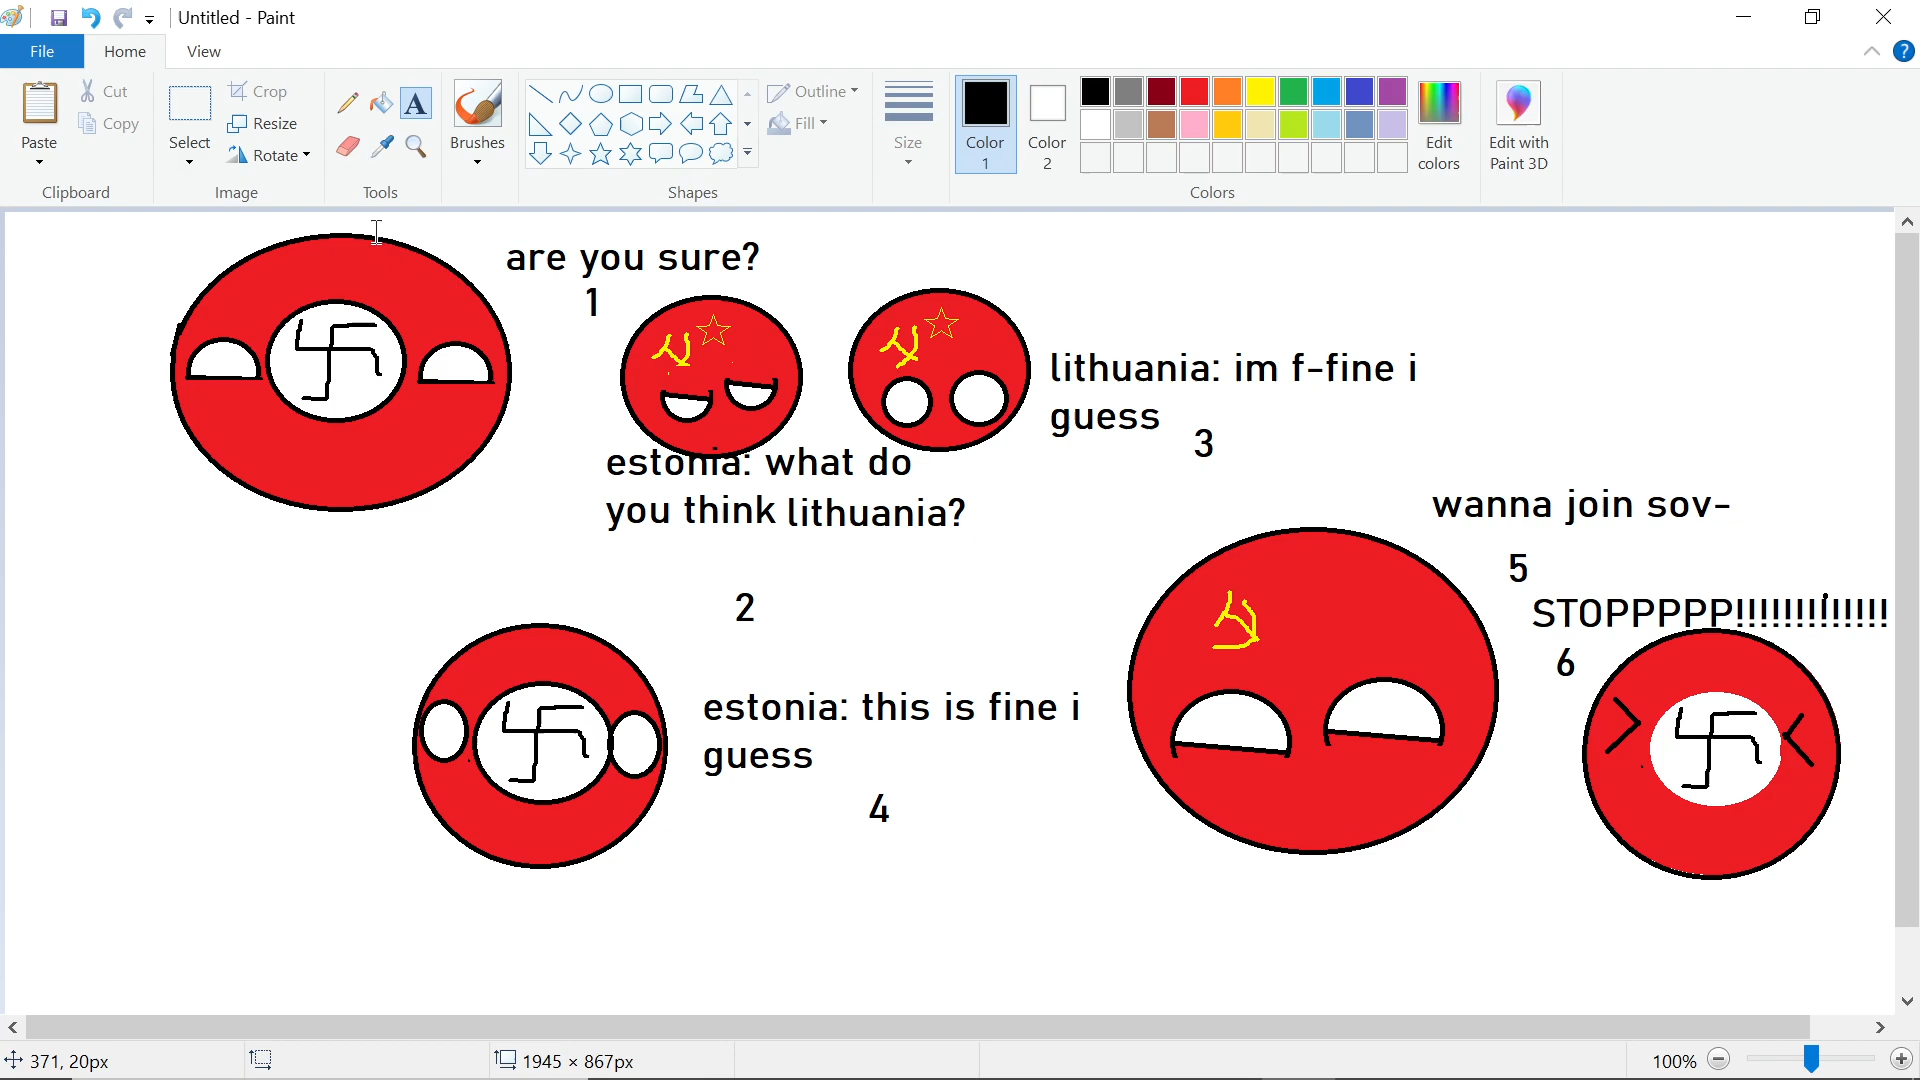 Untitled - Paint
File
Home
View
?
Paste
Cut
Copy
Clipboard
Select
Crop
Resize
Rotate
Image
A
Tools
Brushes
Shapes
Outline
Fill
Size
Color
1
Color
2
Edit
colors
Colors
Edit with
Paint 3D
are you sure?
1
lithuania: im f-fine i
guess
3
estonia: what do
you think lithuania?
2
wanna join sov-
5
STOPPPPP!!!!!!!!!!!!!
6
estonia: this is fine i
guess
4
371, 20px
1945 × 867px
100%